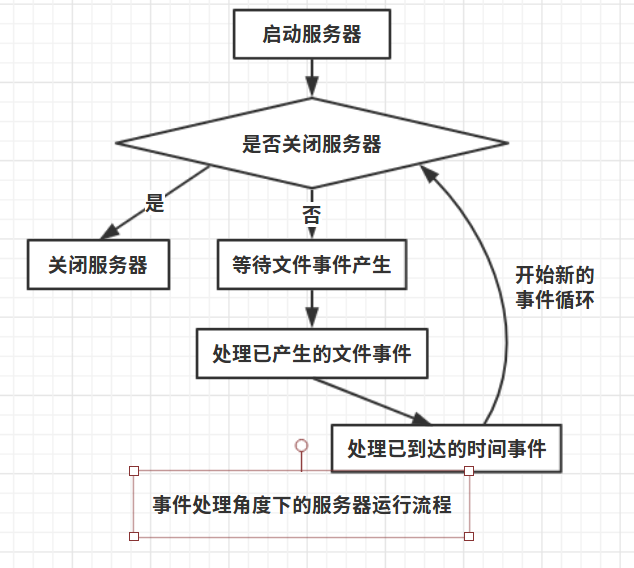 启动服务器
是否关闭服务器
是
否
关闭服务器
等待文件事件产生
开始新的
事件循环
处理已产生的文件事件
处理已到达的时间事件
事件处理角度下的服务器运行流程